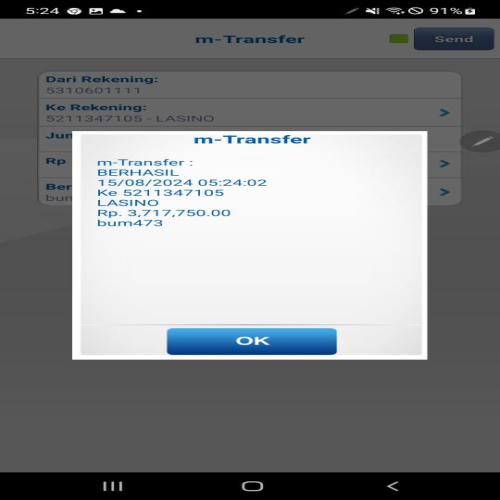 5:24
91%
m-Transfer
Send
Dari Rekening:
5310601111
Ke Rekening:
5211347105 - LASINO
Jum
Rp
Ber
bum
m-Transfer
m-Transfer :
BERHASIL
15/08/2024 05:24:02
Ke 5211347105
LASINO
Rp. 3,717,750.00
bum473
OK